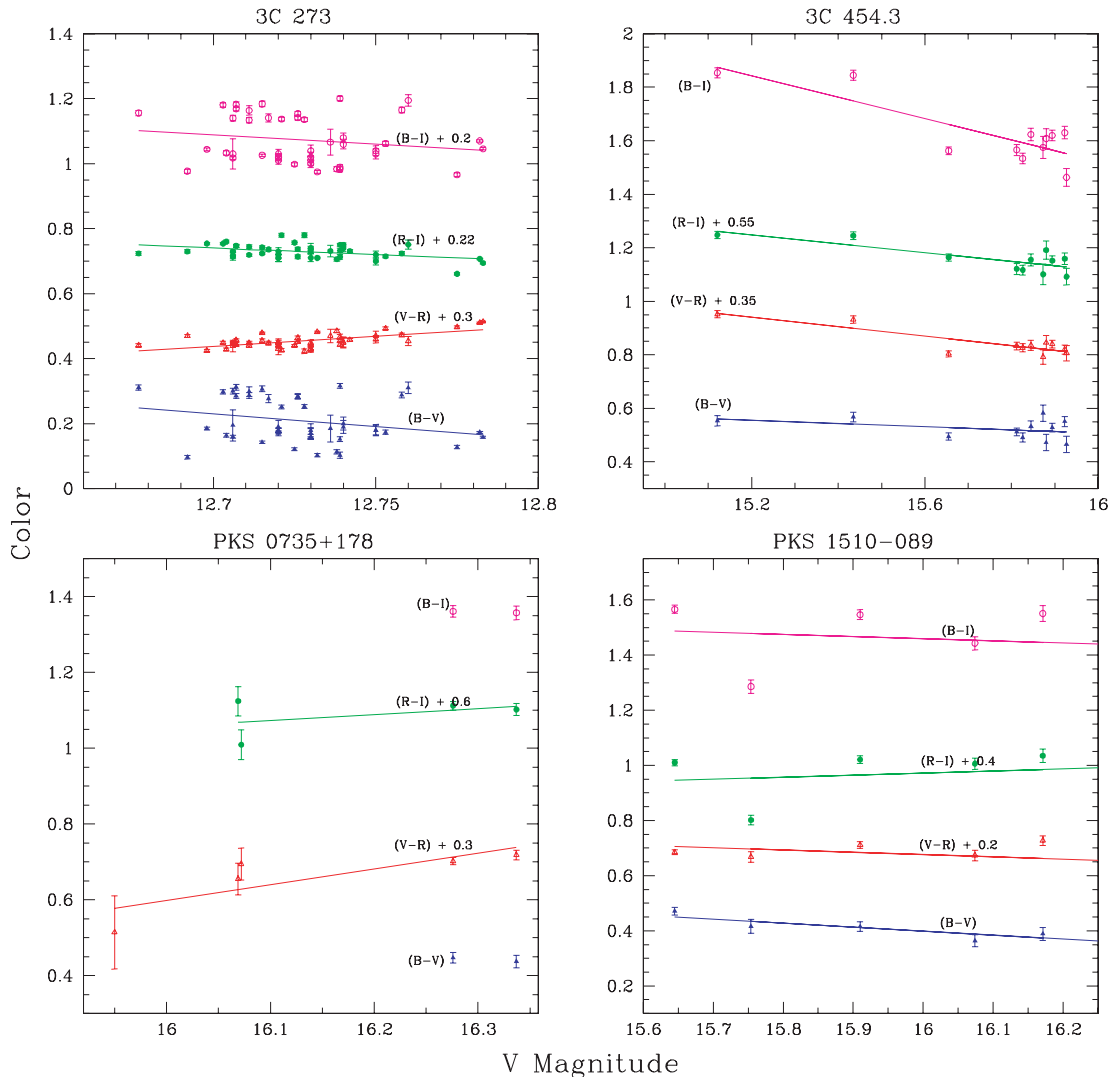 3C 273
3C 454.3
1.4
1.2
1
0.8
0.6
0.4
0.2
0
(B−I) + 0.2
(R−I) + 0.22
(V−R) + 0.3
(B−V)
12.7
12.75
12.8
2
1.8
1.6
1.4
1.2
1
0.8
0.6
0.4
(B−I)
(R−I) + 0.55
(V−R) + 0.35
(B−V)
15.2
15.4
15.6
15.8
16
Color
PKS 0735+178
PKS 1510−089
1.4
1.2
1
0.8
0.6
0.4
(B−I)
(R−I) + 0.6
(V−R) + 0.3
(B−V)
16
16.1
16.2
16.3
1.6
1.4
1.2
1
0.8
0.6
0.4
0.2
(B−I)
(R−I) + 0.4
(V−R) + 0.2
(B−V)
15.6
15.7
15.8
15.9
16
16.1
16.2
V Magnitude